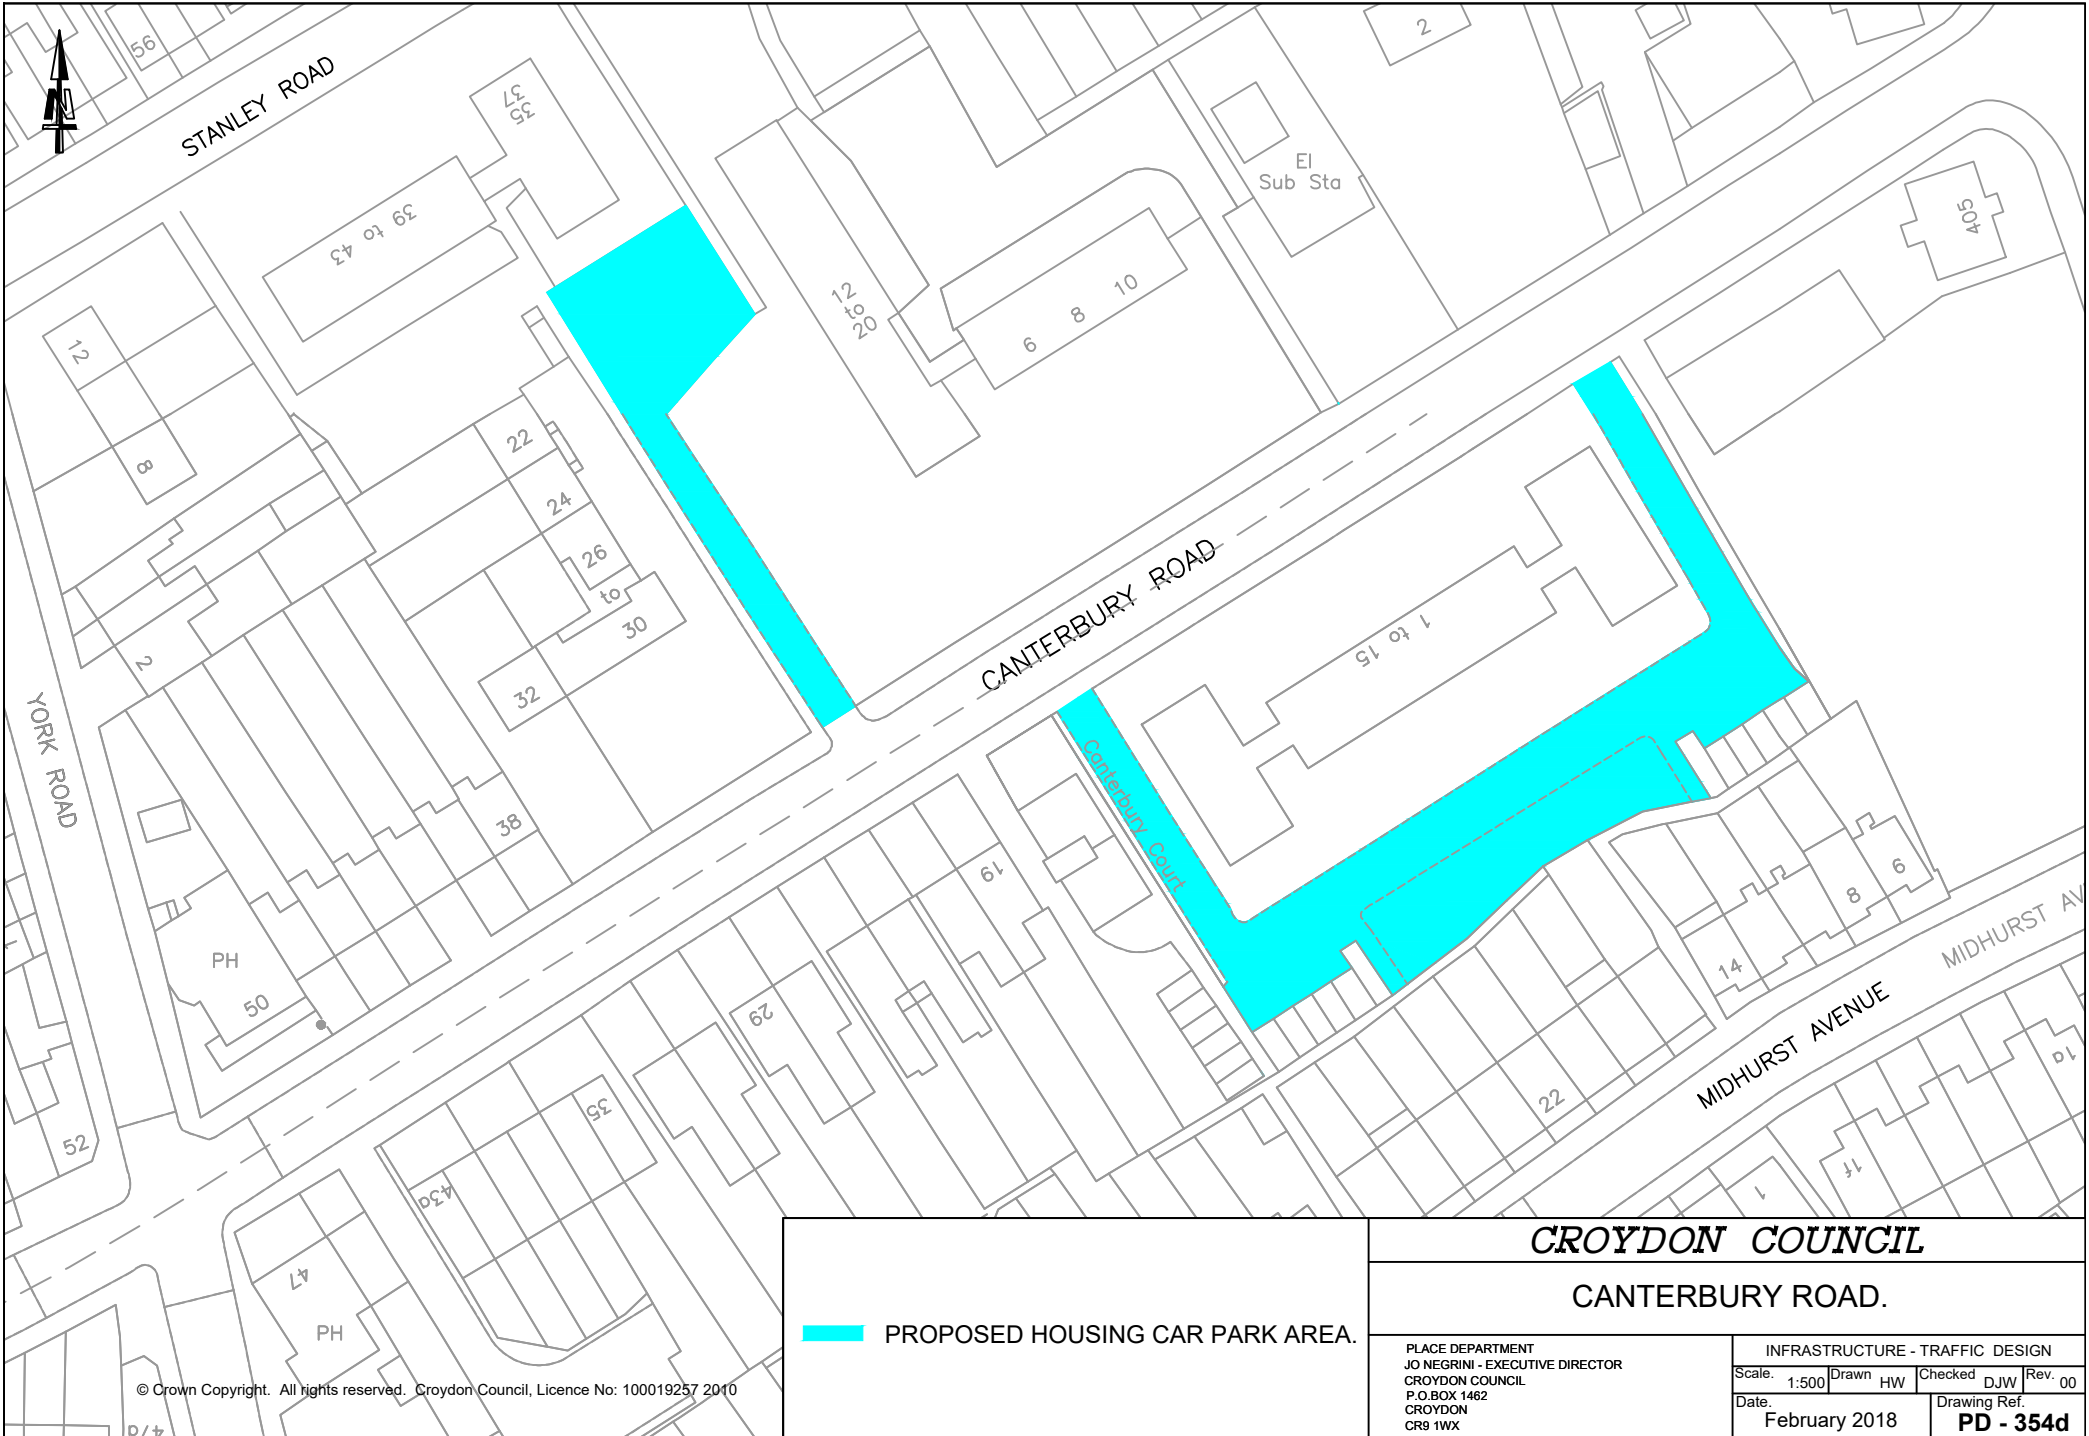 56
STANLEY ROAD
37
35
39 to 43
2
El
Sub Sta
405
12
8
12
to
20
6
8
10
22
24
26
to
30
32
2
YORK ROAD
38
CANTERBURY ROAD
1 to 15
Canterbury Court
19
PH
50
29
35
43a
52
47
PH
14
8
6
22
MIDHURST AV
MIDHURST AVENUE
1a
1f
1
47a
© Crown Copyright. All rights reserved. Croydon Council, Licence No: 100019257 2010
PROPOSED HOUSING CAR PARK AREA.
CROYDON COUNCIL
CANTERBURY ROAD.
PLACE DEPARTMENT
JO NEGRINI - EXECUTIVE DIRECTOR
CROYDON COUNCIL
P.O.BOX 1462
CROYDON
CR9 1WX
INFRASTRUCTURE - TRAFFIC DESIGN
Scale. 1:500 Drawn HW Checked DJW Rev. 00
Date.
February 2018
Drawing Ref.
PD - 354d
N